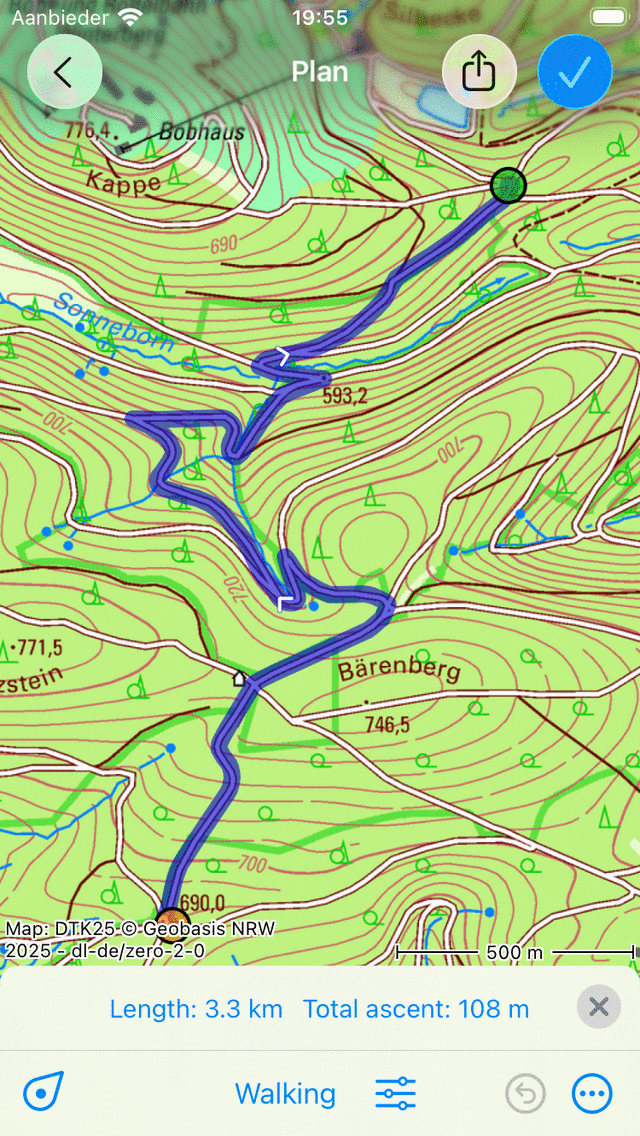 Aanbieder
19:55
Silbecke
Plan
776,4
Bobhaus
Kappe
690
Sonneborn
593,2
700
700
720
771,5
zstein
Bärenberg
746,5
700
690,0
Map: DTK25 © Geobasis NRW
2025 - dl-de/zero-2-0
500 m
Length: 3.3 km
Total ascent: 108 m
Walking